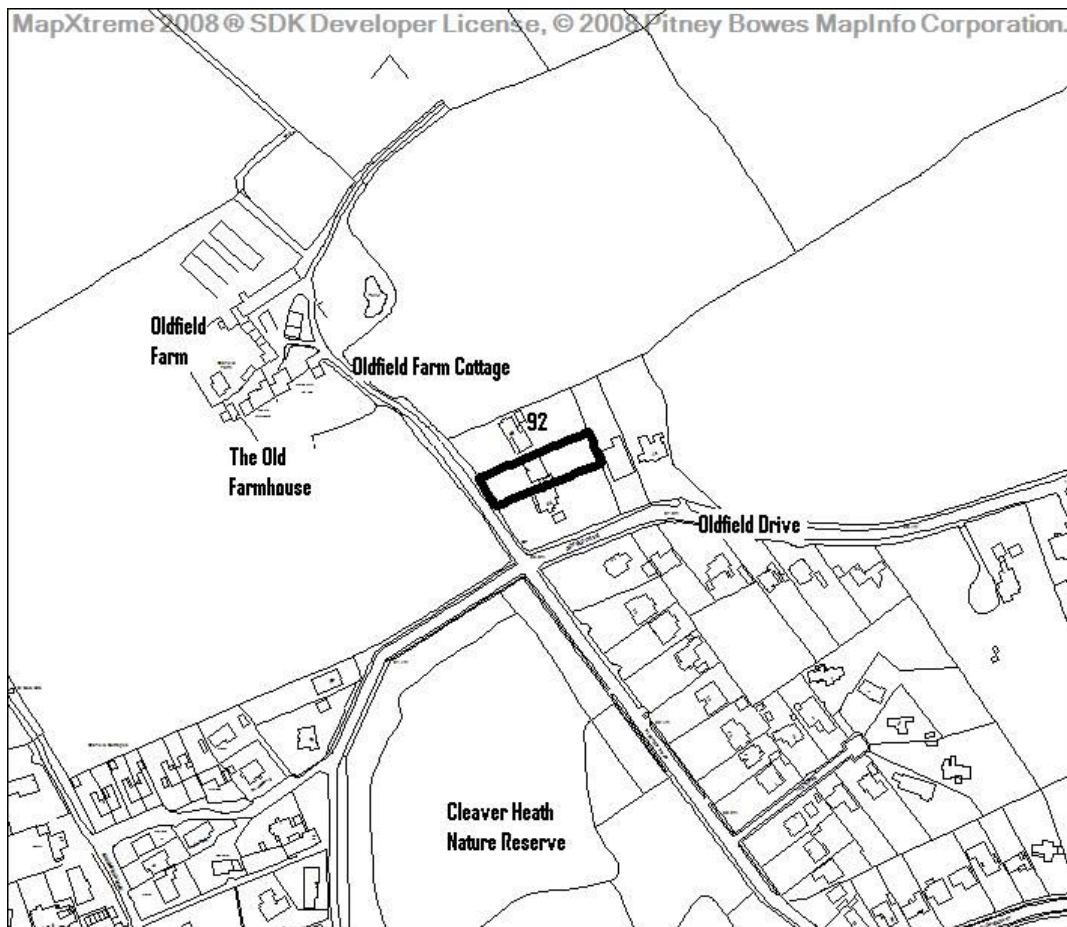 MapXtreme 2008 ® SDK Developer License, © 2008 Pitney Bowes MapInfo Corporation.
Oldfield
Farm
Oldfield Farm Cottage
92
The Old
Farmhouse
Oldfield Drive
Cleaver Heath
Nature Reserve